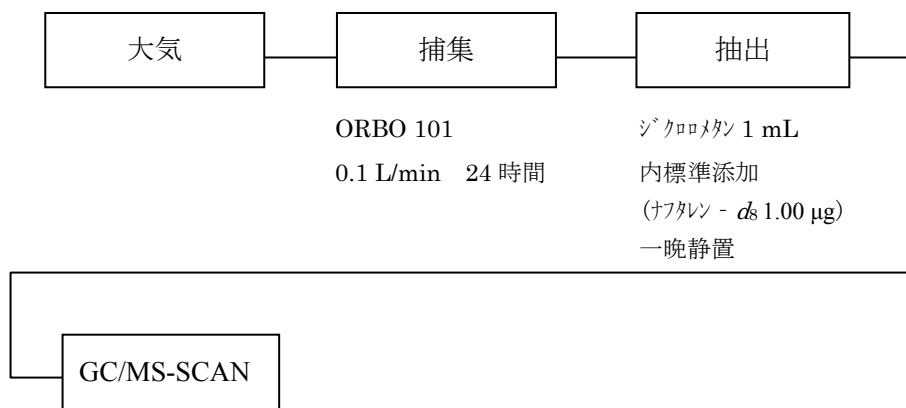 大気
捕集
抽出
ORBO 101
0.1 L/min　24 時間
ｼﾞｸﾛﾛﾒﾀﾝ 1 mL
内標準添加
(ﾅﾌﾀﾚﾝ‐d8 1.00 μg)
一晩静置
GC/MS-SCAN